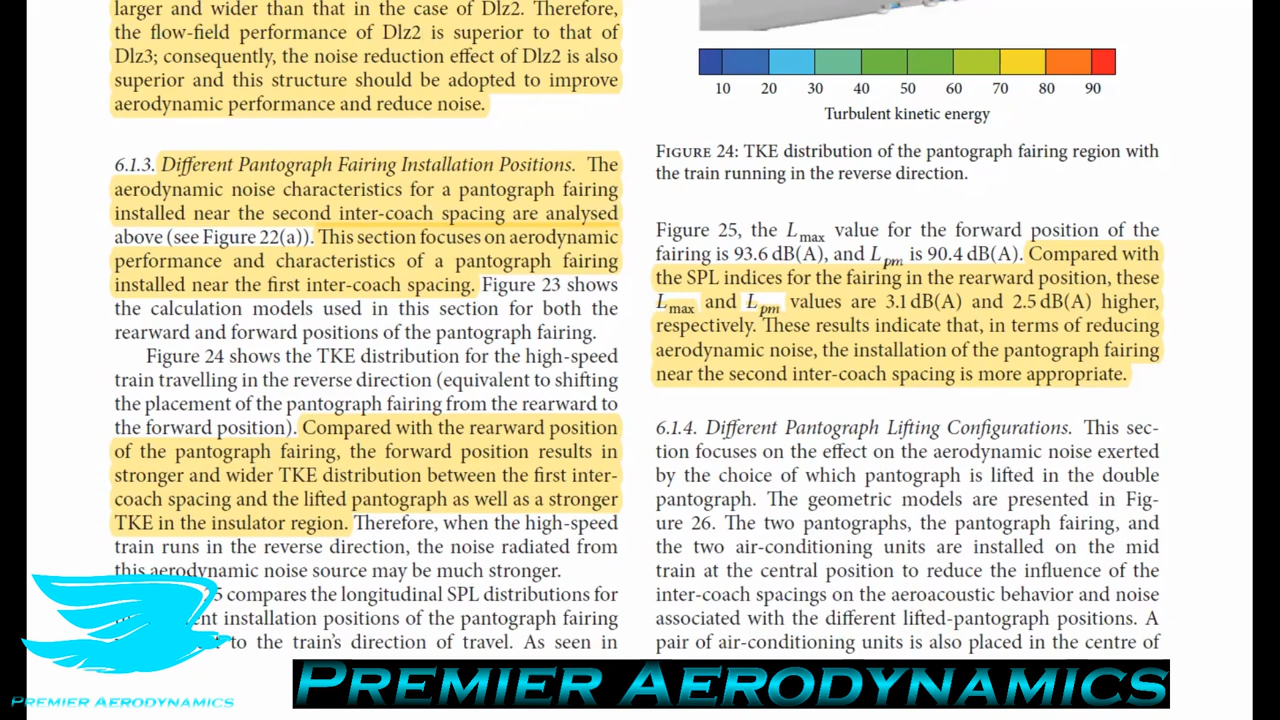 larger and wider than that in the case of Dlz2. Therefore,
the flow-field performance of Dlz2 is superior to that of
Dlz3; consequently, the noise reduction effect of Dlz2 is also
superior and this structure should be adopted to improve
aerodynamic performance and reduce noise.
6.1.3. Different Pantograph Fairing Installation Positions. The
aerodynamic noise characteristics for a pantograph fairing
installed near the second inter-coach spacing are analysed
above (see Figure 22(a)). This section focuses on aerodynamic
performance and characteristics of a pantograph fairing
installed near the first inter-coach spacing. Figure 23 shows
the calculation models used in this section for both the
rearward and forward positions of the pantograph fairing.
Figure 24 shows the TKE distribution for the high-speed
train travelling in the reverse direction (equivalent to shifting
the placement of the pantograph fairing from the rearward to
the forward position). Compared with the rearward position
of the pantograph fairing, the forward position results in
stronger and wider TKE distribution between the first inter-
coach spacing and the lifted pantograph as well as a stronger
TKE in the insulator region. Therefore, when the high-speed
train runs in the reverse direction, the noise radiated from
this aerodynamic noise source may be much stronger.
5 compares the longitudinal SPL distributions for
installation positions of the pantograph fairing
to the train's direction of travel. As seen in
10 20 30 40 50 60 70 80 90
Turbulent kinetic energy
Figure 24: TKE distribution of the pantograph fairing region with
the train running in the reverse direction.
Figure 25, the Lmax value for the forward position of the
fairing is 93.6 dB(A), and Lpm is 90.4 dB(A). Compared with
the SPL indices for the fairing in the rearward position, these
Lmax and Lpm values are 3.1 dB(A) and 2.5 dB(A) higher,
respectively. These results indicate that, in terms of reducing
aerodynamic noise, the installation of the pantograph fairing
near the second inter-coach spacing is more appropriate.
6.1.4. Different Pantograph Lifting Configurations. This sec-
tion focuses on the effect on the aerodynamic noise exerted
by the choice of which pantograph is lifted in the double
pantograph. The geometric models are presented in Fig-
ure 26. The two pantographs, the pantograph fairing, and
the two air-conditioning units are installed on the mid
train at the central position to reduce the influence of the
inter-coach spacings on the aeroacoustic behavior and noise
associated with the different lifted-pantograph positions. A
pair of air-conditioning units is also placed in the centre of
Premier Aerodynamics
Premier Aerodynamics